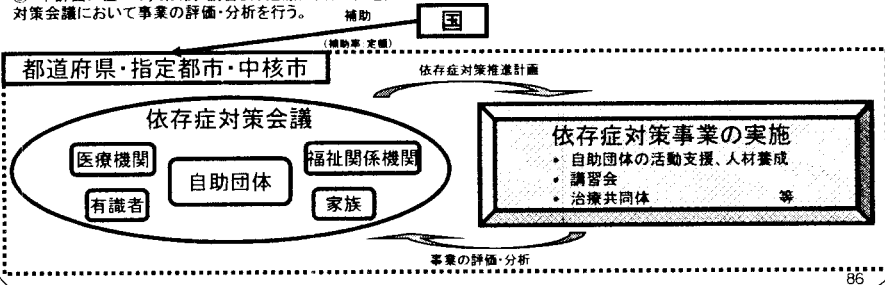 対策会議において事業の評価・分析を行う。
補助
国
(補助率 定額)
都道府県・指定都市・中核市
依存症対策推進計画
依存症対策会議
医療機関
福祉関係機関
自助団体
有識者
家族
依存症対策事業の実施
・ 自助団体の活動支援、人材養成
・ 講習会
・ 治療共同体 等
事業の評価・分析
86